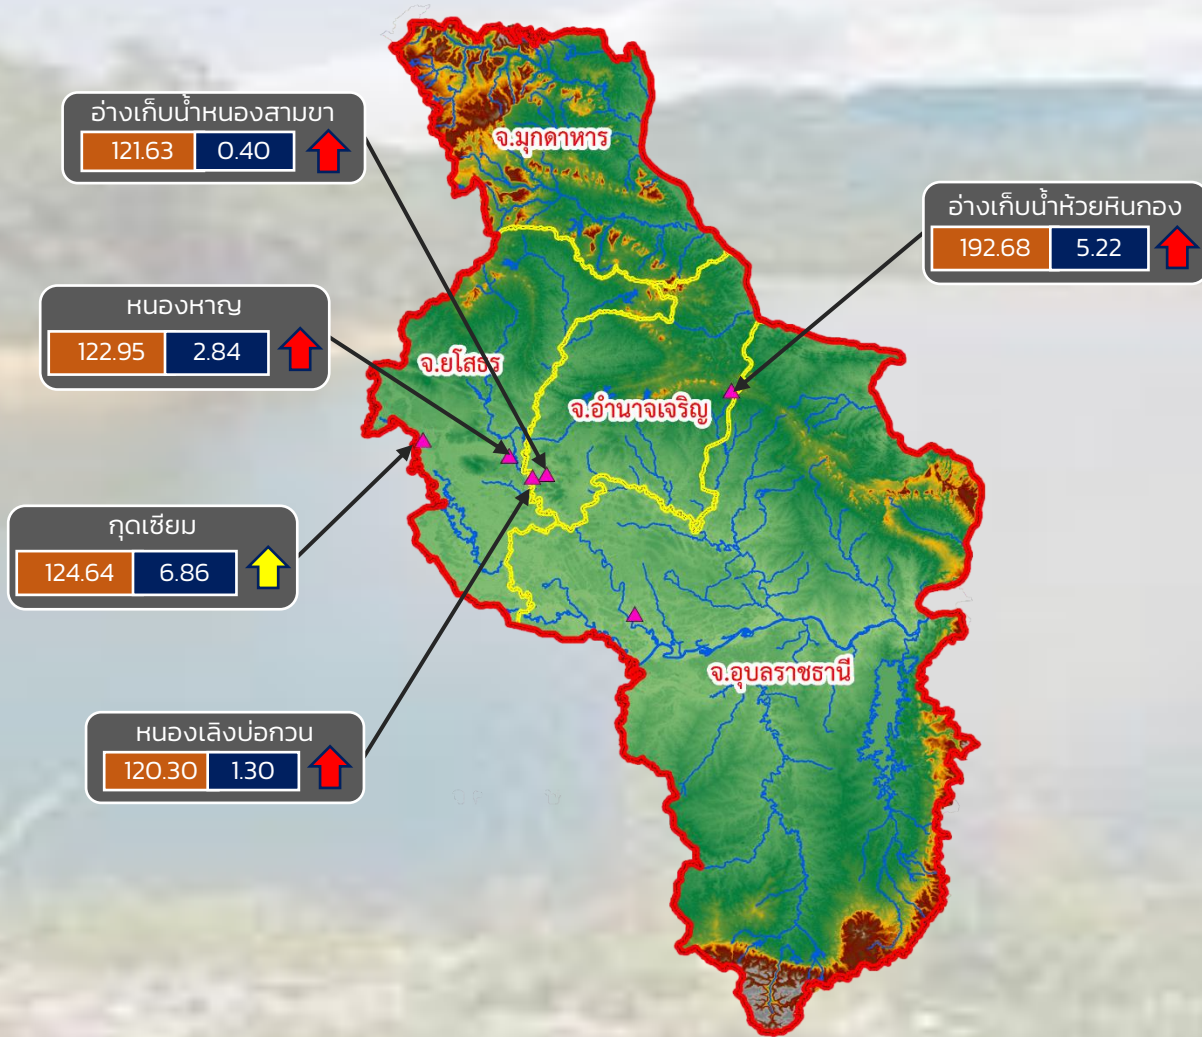 อ่างเก็บน้ำหนองสามขา
121.63 0.40
จ.มุกดาหาร
อ่างเก็บน้ำห้วยหินกอง
192.68 5.22
หนองหาญ
122.95 2.84
จ.ยโสธร
จ.อำนาจเจริญ
กุดเซียม
124.64 6.86
จ.อุบลราชธานี
หนองเลิงบ่อกวน
120.30 1.30